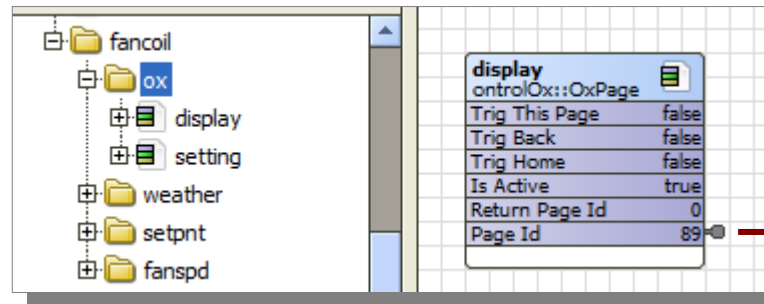 fancoil
ox
display
setting
weather
setpnt
fanspd
display
ontrolOx::OxPage
Trig This Page false
Trig Back false
Trig Home false
Is Active true
Return Page Id 0
Page Id 89